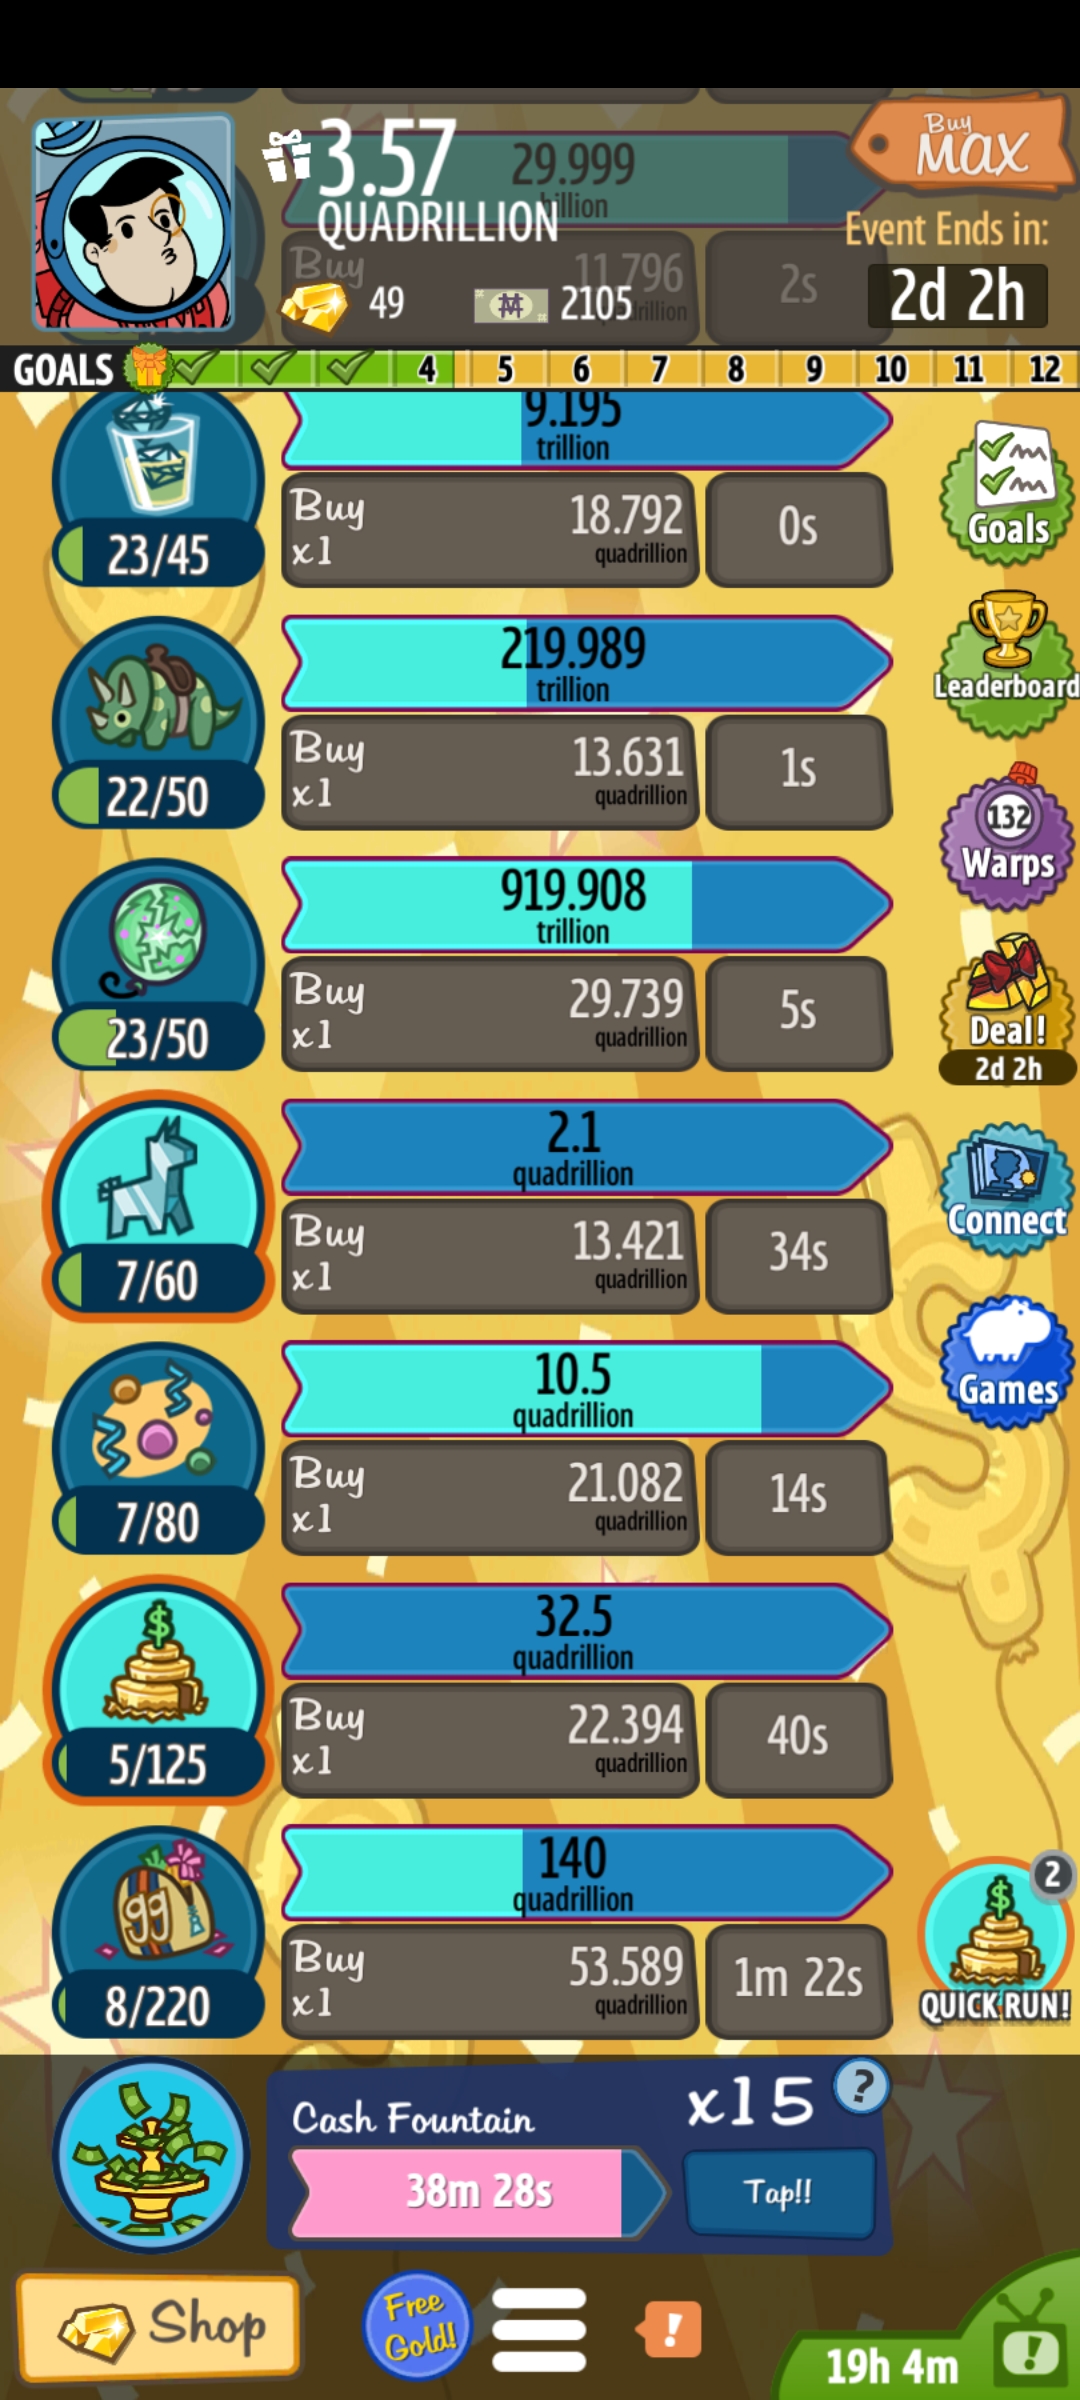 3.57
QUADRILLION
29.999
Buy
MAX
Event Ends in:
2d 2h
Buy
11.796
2s
49
2105
GOALS
4 5 6 7 8 9 10 11 12
9.195
trillion
Buy
x1
18.792
quadrillion
0s
23/45
Goals
219.989
trillion
Buy
x1
13.631
quadrillion
1s
22/50
Leaderboard
132
Warps
919.908
trillion
Buy
x1
29.739
quadrillion
5s
23/50
Deal!
2d 2h
2.1
quadrillion
Buy
x1
13.421
quadrillion
34s
7/60
Connect
10.5
quadrillion
Buy
x1
21.082
quadrillion
14s
7/80
Games
32.5
quadrillion
Buy
x1
22.394
quadrillion
40s
$
5/125
140
quadrillion
Buy
x1
53.589
quadrillion
1m 22s
gg
8/220
2
$
QUICK RUN!
Cash Fountain
x15
?
38m 28s
Tap!!
Shop
Free
Gold!
!
19h 4m
!